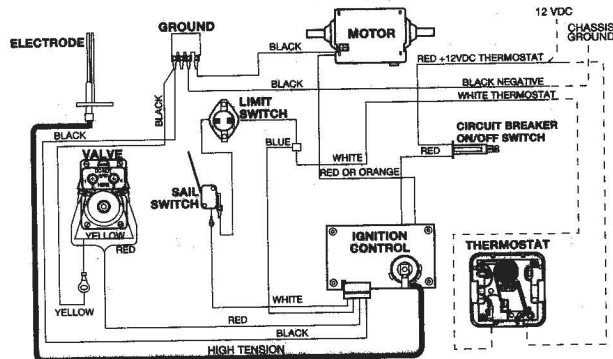 12 VDC
CHASSIS
GROUND
GROUND
ELECTRODE
MOTOR
BLACK
RED +12VDC THERMOSTAT
BLACK
BLACK NEGATIVE
WHITE THERMOSTAT
BLACK
LIMIT
SWITCH
CIRCUIT BREAKER
ON/OFF SWITCH
BLACK
BLUE
RED
VALVE
WHITE
RED OR ORANGE
SAIL
SWITCH
YELLOW
RED
IGNITION
CONTROL
THERMOSTAT
WHITE
YELLOW
RED
BLACK
HIGH TENSION